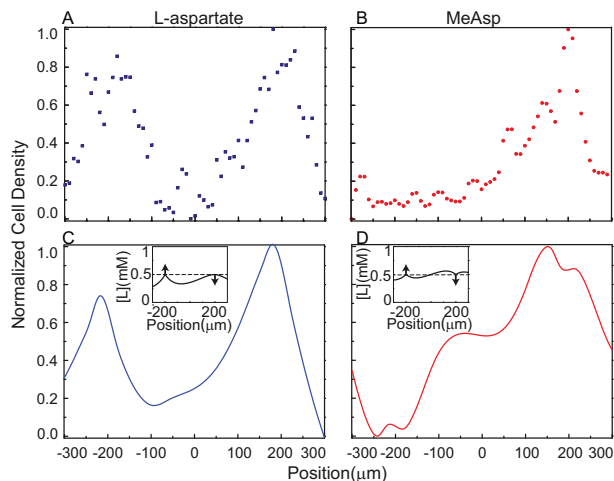 A L-aspartate B MeAsp
1.0
0.8
0.6
0.4
0.2
0.0
Normalized Cell Density
C D
1.0
0.8
0.6
0.4
0.2
0.0
[L](mM)
1
0.5
0
-200 200
Position(μm)
[L](mM)
1
0.5
0
-200 200
Position(μm)
-300 -200 -100 0 100 200 300
-300 -200 -100 0 100 200 300
Position(μm)